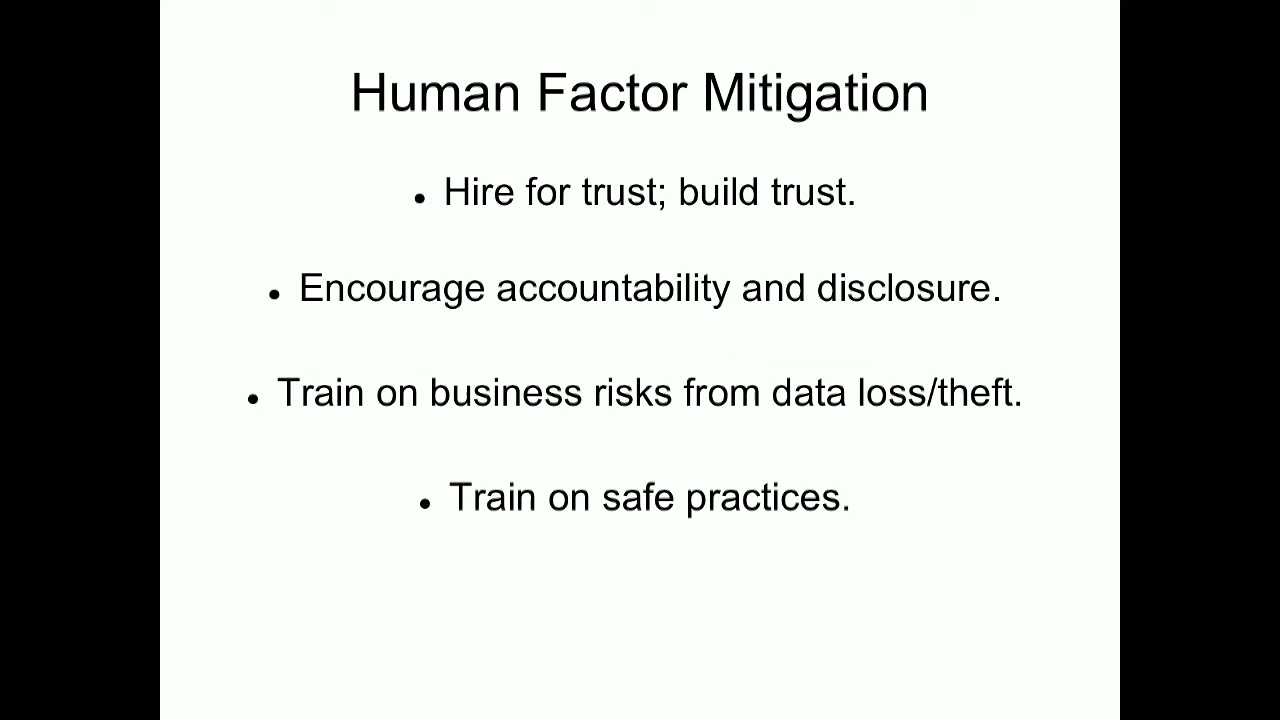 Human Factor Mitigation
• Hire for trust; build trust.
• Encourage accountability and disclosure.
• Train on business risks from data loss/theft.
• Train on safe practices.